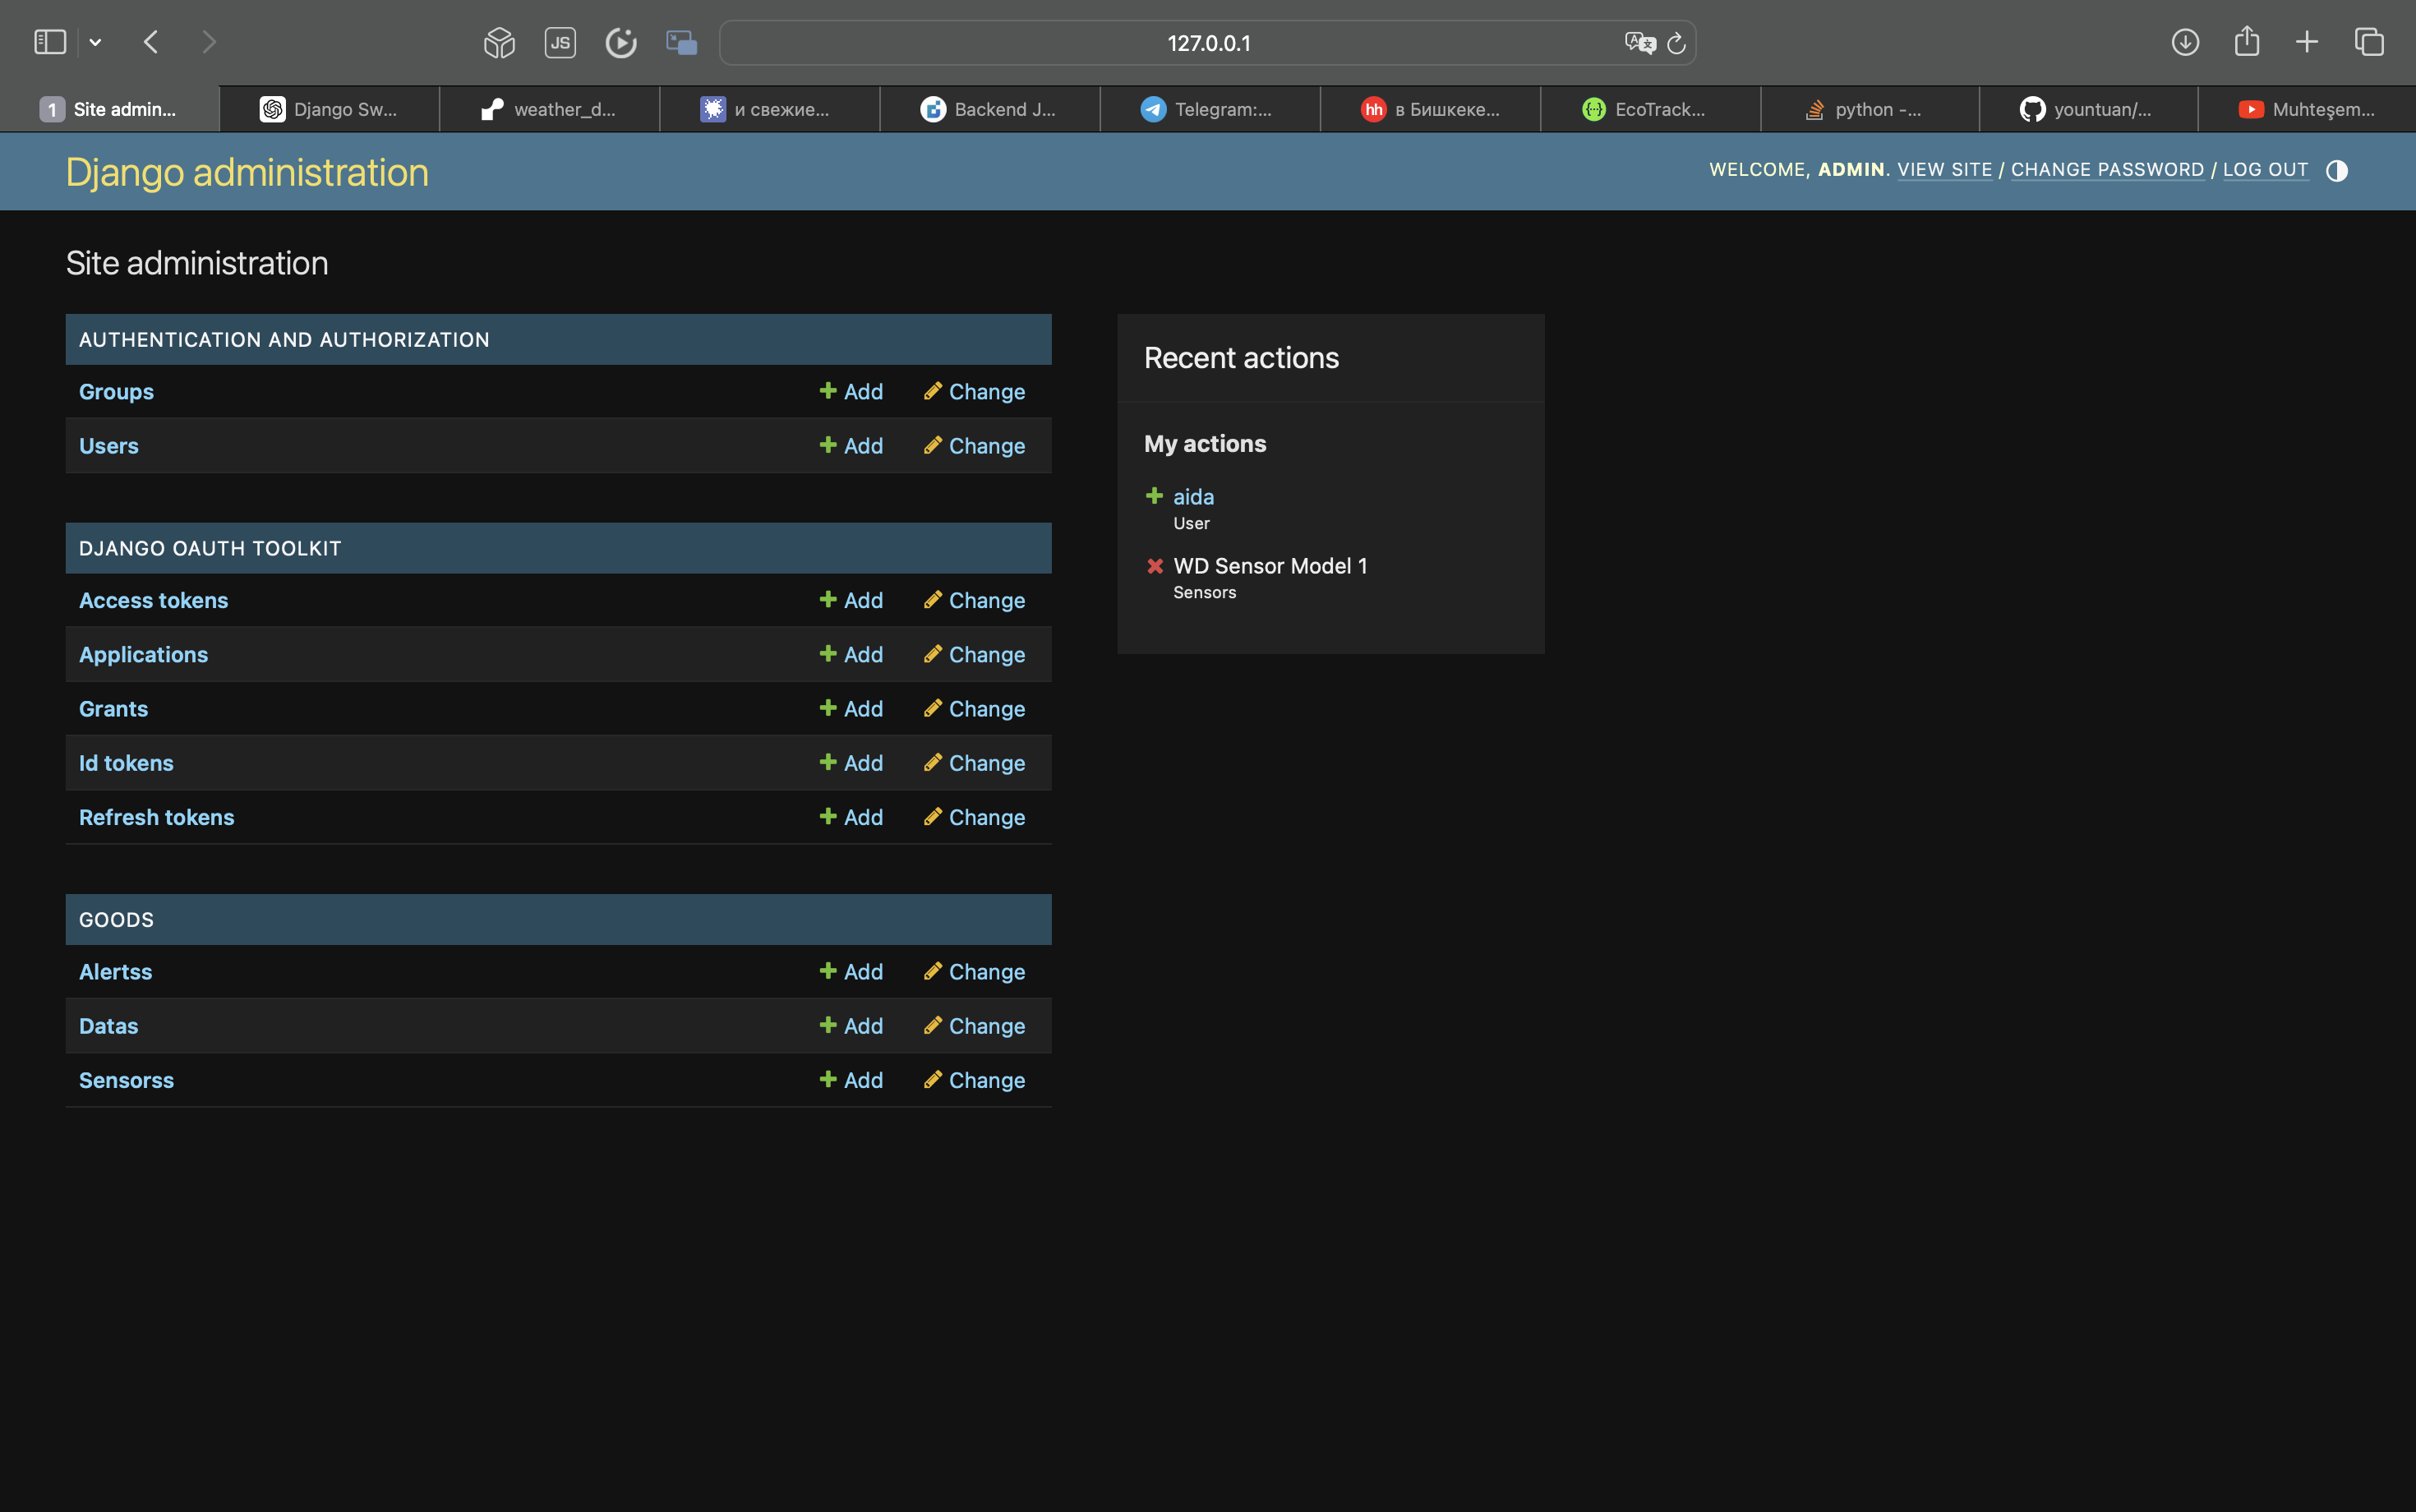 JS
127.0.0.1
1 Site admin...
Django Sw...
weather_d...
и свежие...
Backend J...
Telegram:...
hh в Бишкеке...
EcoTrack...
python -...
yountuan/...
Muhteşem...
Django administration
WELCOME, ADMIN. VIEW SITE / CHANGE PASSWORD / LOG OUT
Site administration
AUTHENTICATION AND AUTHORIZATION
Groups Add Change
Users Add Change
DJANGO OAUTH TOOLKIT
Access tokens Add Change
Applications Add Change
Grants Add Change
Id tokens Add Change
Refresh tokens Add Change
GOODS
Alertss Add Change
Datas Add Change
Sensorss Add Change
Recent actions
My actions
aida
User
WD Sensor Model 1
Sensors